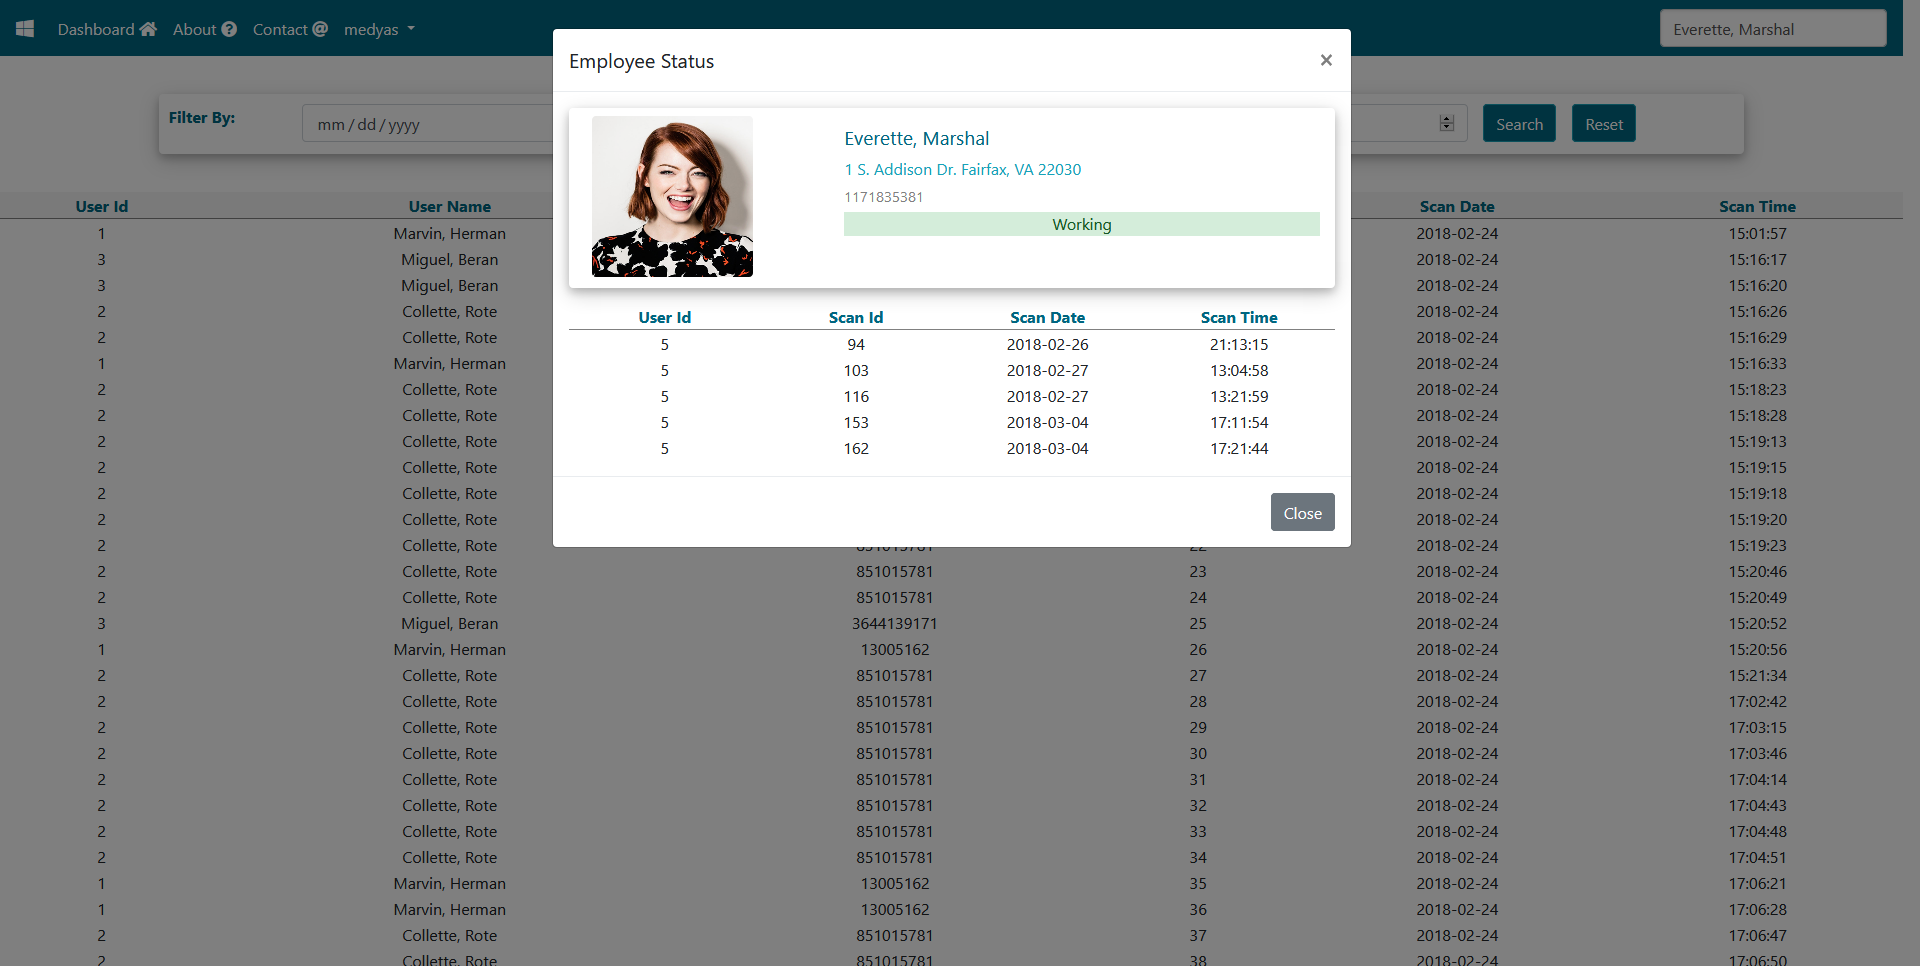 Dashboard About Contact medyas Everette, Marshal
Employee Status ×
Filter By: mm / dd / yyyy Search Reset
Everette, Marshal
1 S. Addison Dr. Fairfax, VA 22030
1171835381
Working
User Id Scan Id Scan Date Scan Time
5 94 2018-02-26 21:13:15
5 103 2018-02-27 13:04:58
5 116 2018-02-27 13:21:59
5 153 2018-03-04 17:11:54
5 162 2018-03-04 17:21:44
Close
User Id User Name Scan Date Scan Time
1 Marvin, Herman 2018-02-24 15:01:57
3 Miguel, Beran 2018-02-24 15:16:17
3 Miguel, Beran 2018-02-24 15:16:20
2 Collette, Rote 2018-02-24 15:16:26
2 Collette, Rote 2018-02-24 15:16:29
1 Marvin, Herman 2018-02-24 15:16:33
2 Collette, Rote 2018-02-24 15:18:23
2 Collette, Rote 2018-02-24 15:18:28
2 Collette, Rote 2018-02-24 15:19:13
2 Collette, Rote 2018-02-24 15:19:15
2 Collette, Rote 2018-02-24 15:19:18
2 Collette, Rote 2018-02-24 15:19:20
2 Collette, Rote 851015781 22 2018-02-24 15:19:23
2 Collette, Rote 851015781 23 2018-02-24 15:20:46
2 Collette, Rote 851015781 24 2018-02-24 15:20:49
3 Miguel, Beran 3644139171 25 2018-02-24 15:20:52
1 Marvin, Herman 13005162 26 2018-02-24 15:20:56
2 Collette, Rote 851015781 27 2018-02-24 15:21:34
2 Collette, Rote 851015781 28 2018-02-24 17:02:42
2 Collette, Rote 851015781 29 2018-02-24 17:03:15
2 Collette, Rote 851015781 30 2018-02-24 17:03:46
2 Collette, Rote 851015781 31 2018-02-24 17:04:14
2 Collette, Rote 851015781 32 2018-02-24 17:04:43
2 Collette, Rote 851015781 33 2018-02-24 17:04:48
2 Collette, Rote 851015781 34 2018-02-24 17:04:51
1 Marvin, Herman 13005162 35 2018-02-24 17:06:21
1 Marvin, Herman 13005162 36 2018-02-24 17:06:28
2 Collette, Rote 851015781 37 2018-02-24 17:06:47
2 Collette, Rote 851015781 38 2018-02-24 17:06:50